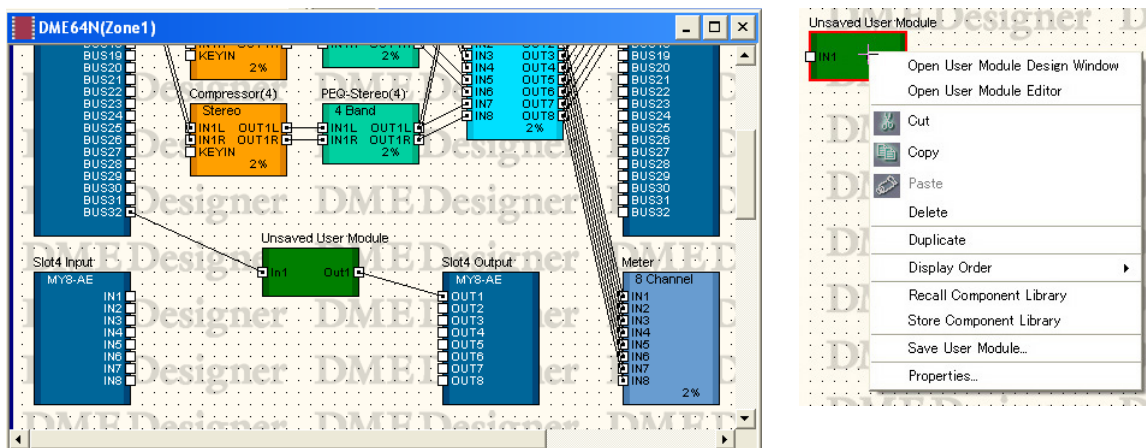 DME64N(Zone1)
BUS19
BUS20
BUS21
BUS22
BUS23
BUS24
BUS25
BUS26
BUS27
BUS28
BUS29
BUS30
BUS31
BUS32
KEYIN
2%
2%
IN3 OUT3
IN4 OUT4
IN5 OUT5
IN6 OUT6
IN7 OUT7
IN8 OUT8
2%
BUS19
BUS20
BUS21
BUS22
BUS23
BUS24
BUS25
BUS26
BUS27
BUS28
BUS29
BUS30
BUS31
BUS32
Compressor(4)
Stereo
IN1L OUT1L
IN1R OUT1R
KEYIN
2%
PEQ-Stereo(4)
4 Band
IN1L OUT1L
IN1R OUT1R
2%
Unsaved User Module
In1 Out1
Slot4 Input
MY8-AE
IN1
IN2
IN3
IN4
IN5
IN6
IN7
IN8
Slot4 Output
MY8-AE
OUT1
OUT2
OUT3
OUT4
OUT5
OUT6
OUT7
OUT8
Meter
8 Channel
IN1
IN2
IN3
IN4
IN5
IN6
IN7
IN8
2%
DME Designer
Unsaved User Module
IN1
Open User Module Design Window
Open User Module Editor
Cut
Copy
Paste
Delete
Duplicate
Display Order
Recall Component Library
Store Component Library
Save User Module...
Properties...